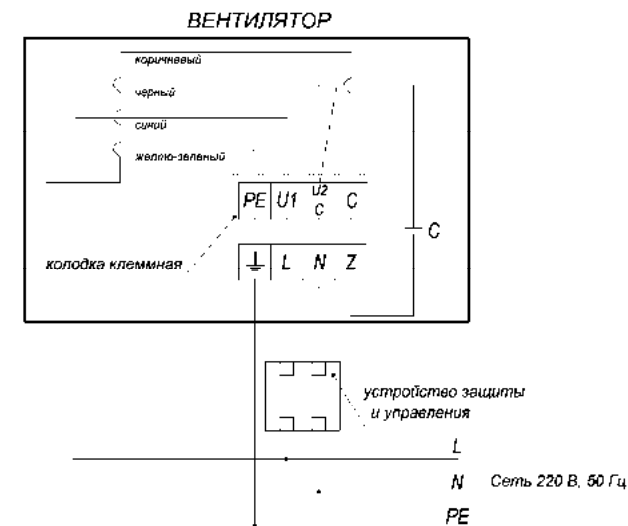 ВЕНТИЛЯТОР
коричневый
черный
синий
желто-зеленый
PE U1 U2 C C
колодка клеммная
L N Z
C
устройство защиты
и управления
L
N Сеть 220 В, 50 Гц
PE